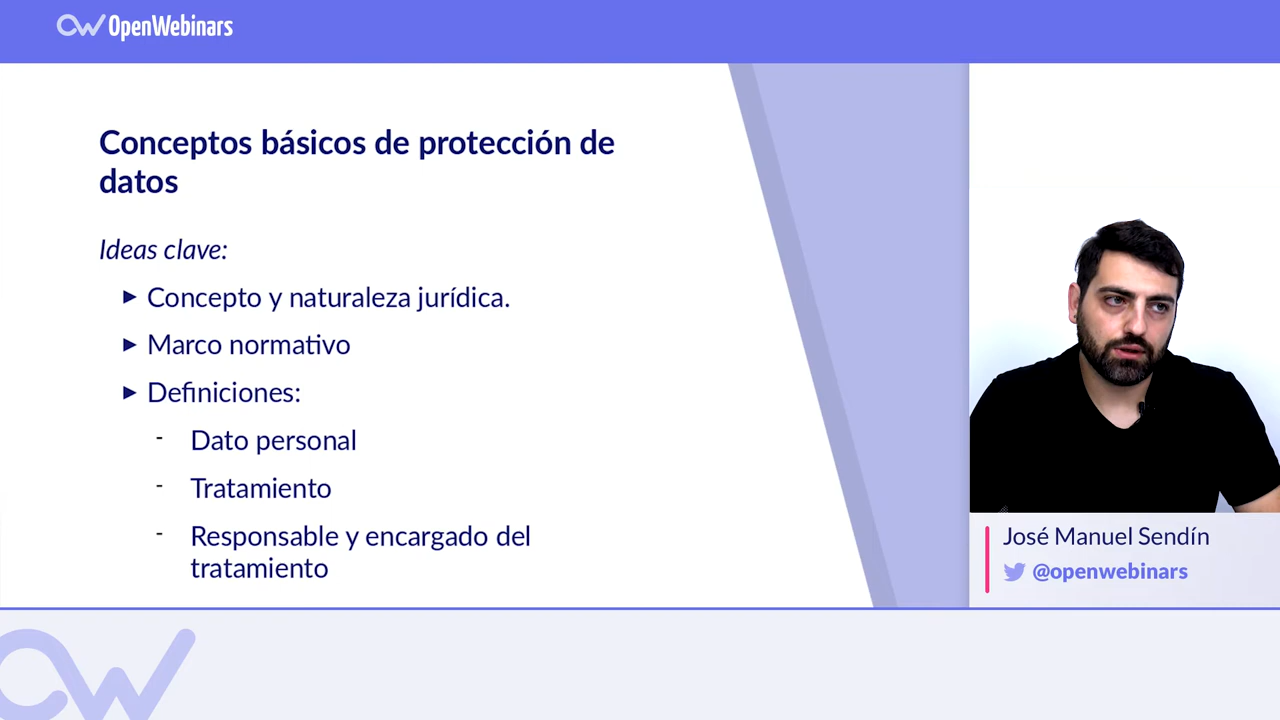 OpenWebinars
Conceptos básicos de protección de
datos
Ideas clave:
▶ Concepto y naturaleza jurídica.
▶ Marco normativo
▶ Definiciones:
- Dato personal
- Tratamiento
- Responsable y encargado del
tratamiento
José Manuel Sendín
@openwebinars